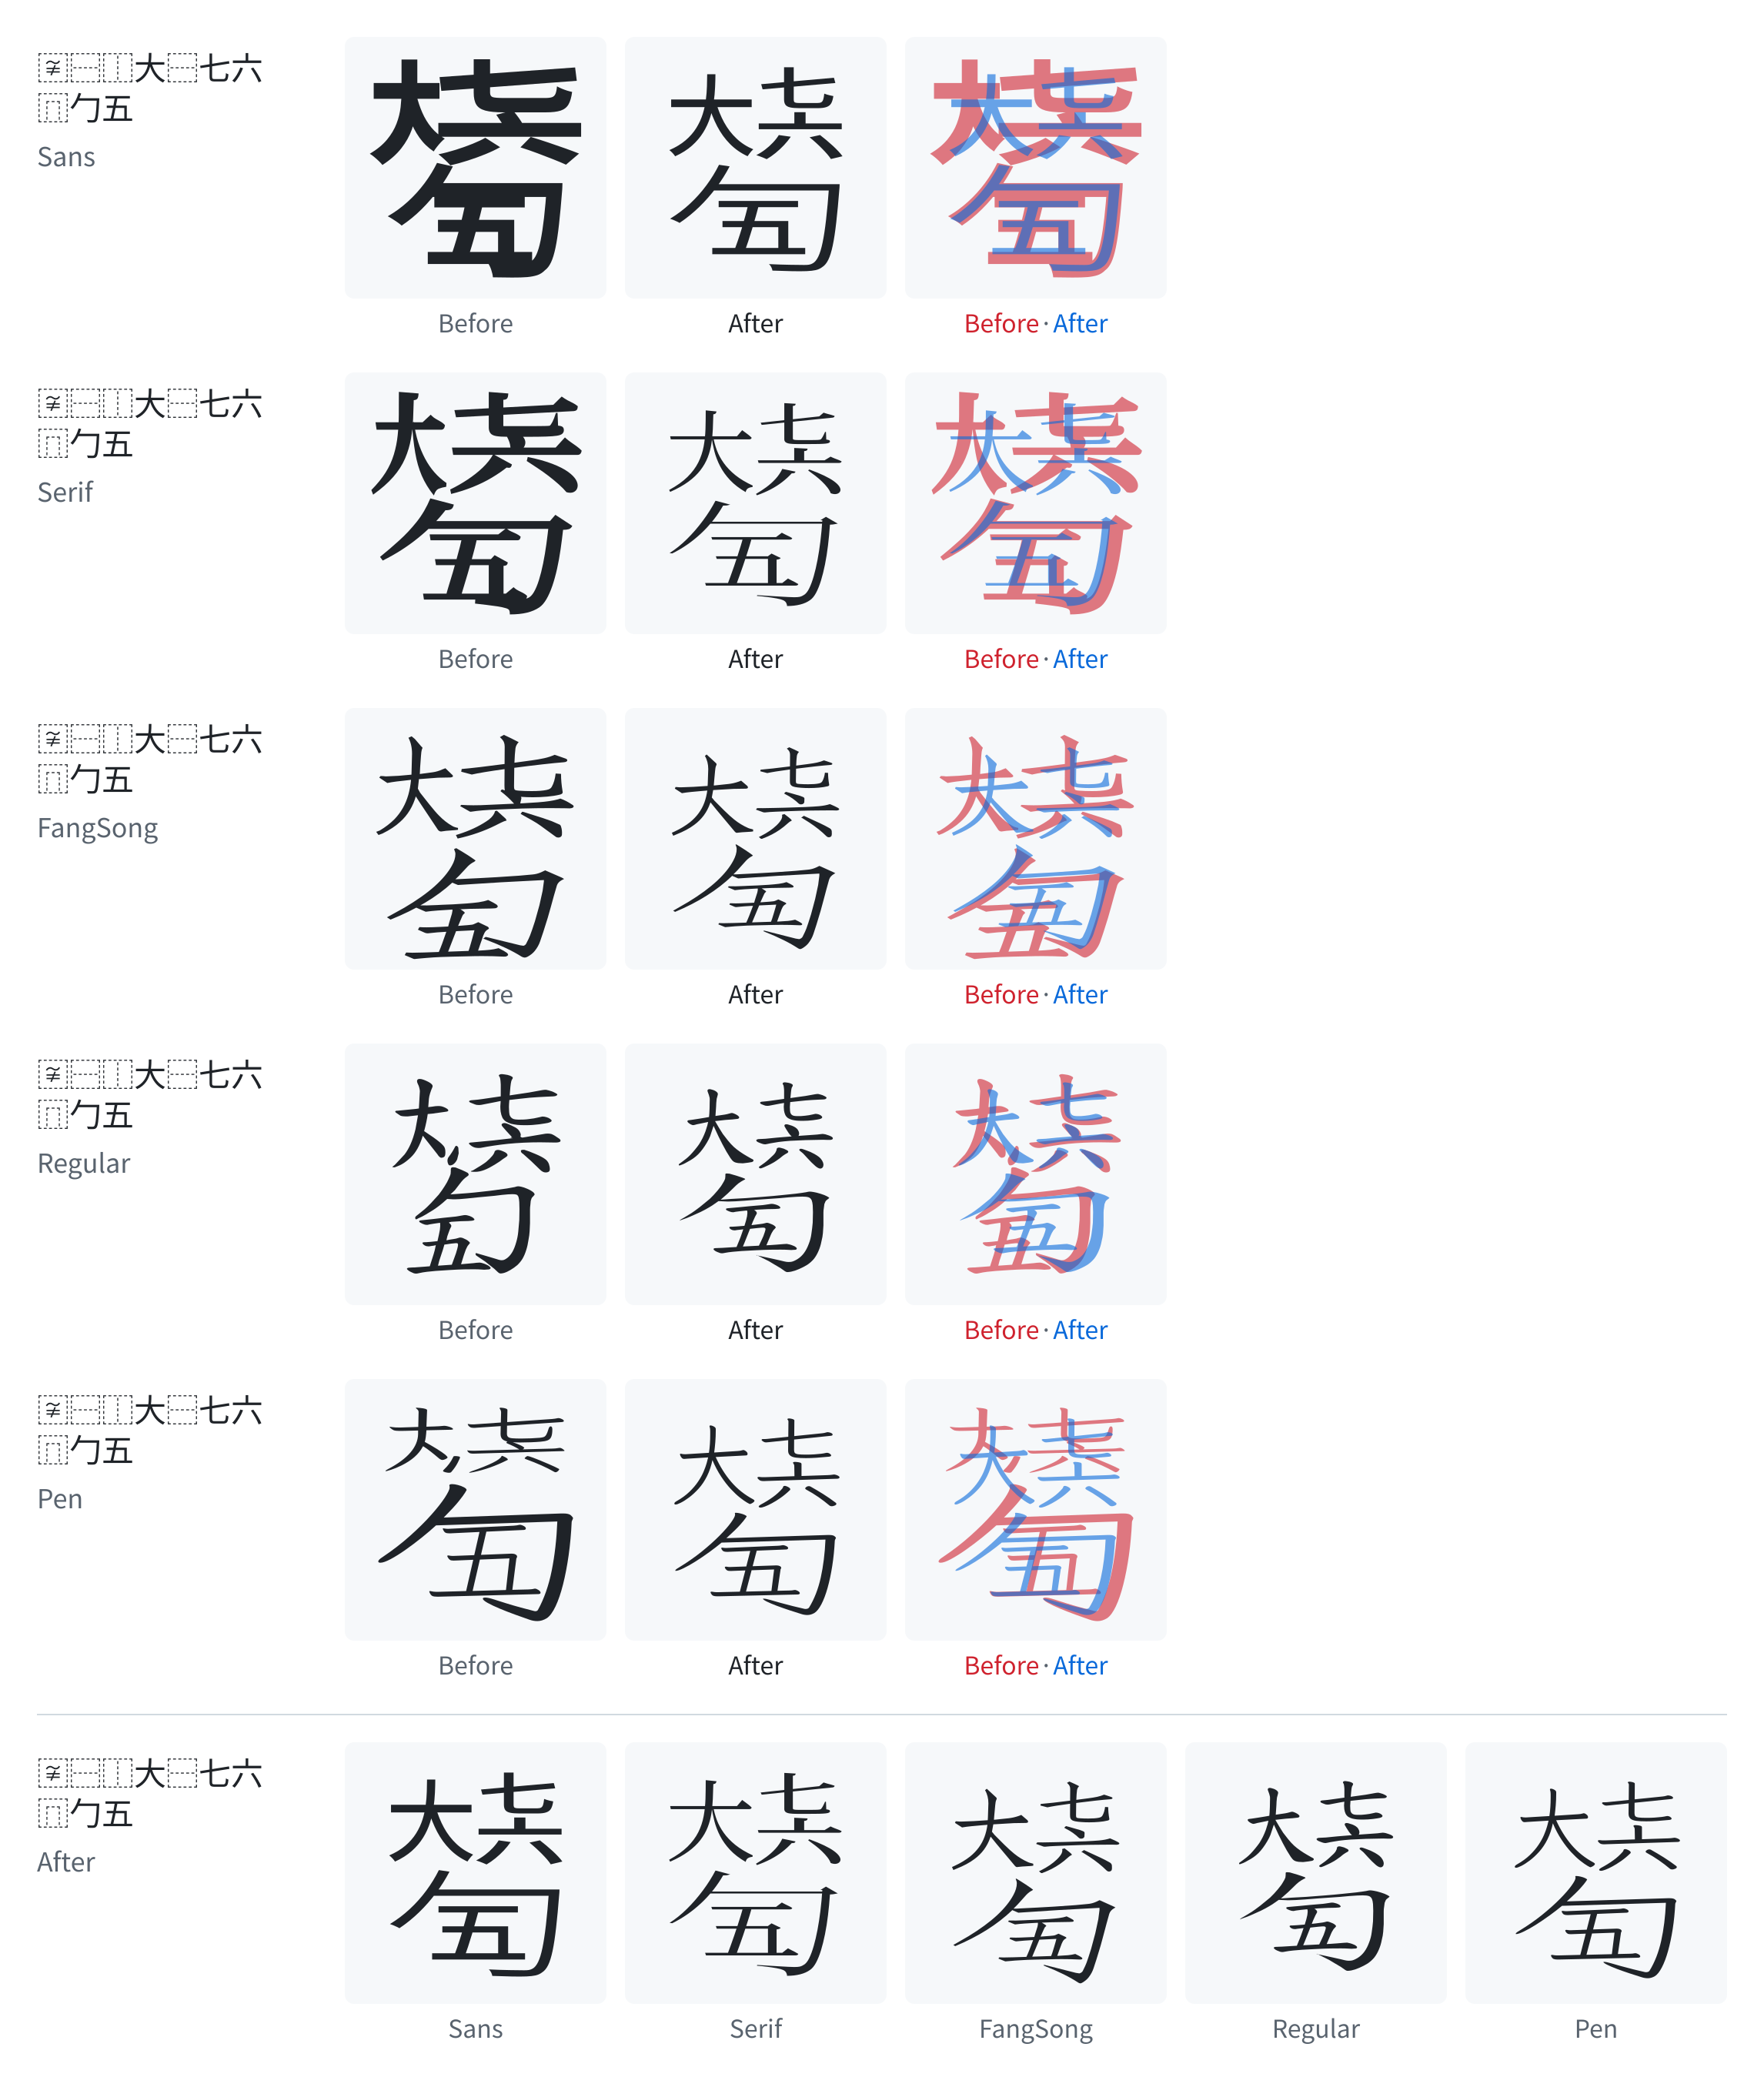 〾⿱⿰大⿱七六
⿵勹五
Sans
Before
After
Before · After
〾⿱⿰大⿱七六
⿵勹五
Serif
Before
After
Before · After
〾⿱⿰大⿱七六
⿵勹五
FangSong
Before
After
Before · After
〾⿱⿰大⿱七六
⿵勹五
Regular
Before
After
Before · After
〾⿱⿰大⿱七六
⿵勹五
Pen
Before
After
Before · After
〾⿱⿰大⿱七六
⿵勹五
After
Sans
Serif
FangSong
Regular
Pen